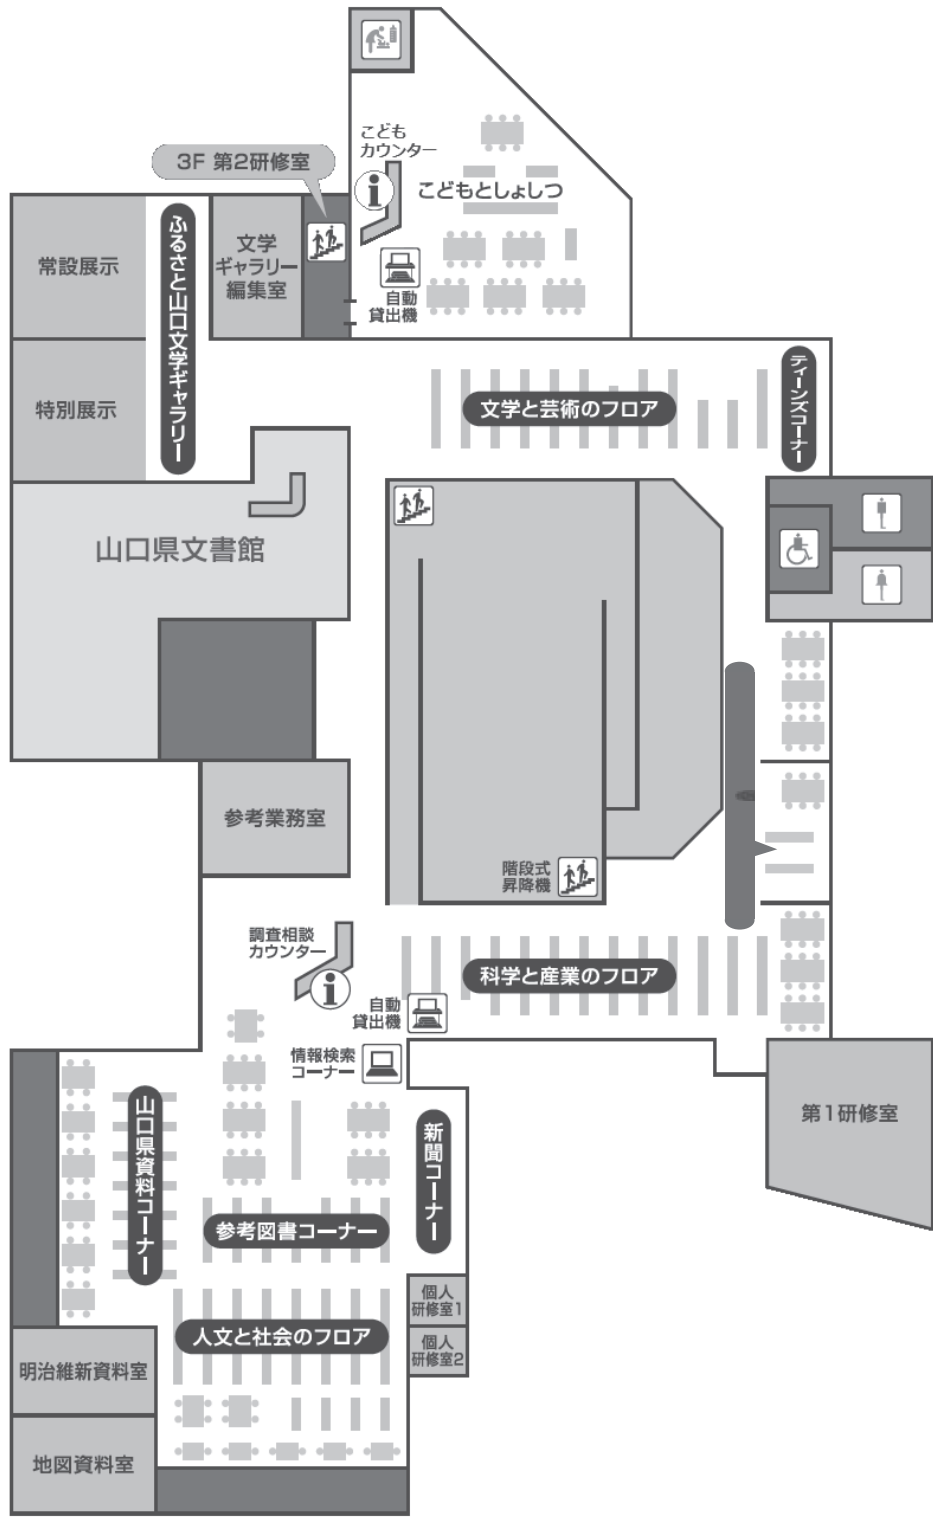 こども
カウンター
3F 第2研修室
こどもとしょしつ
常設展示
ふるさと山口文学ギャラリー
文学
ギャラリー
編集室
自動
貸出機
特別展示
文学と芸術のフロア
ティーンズコーナー
山口県文書館
参考業務室
階段式
昇降機
調査相談
カウンター
科学と産業のフロア
自動
貸出機
情報検索
コーナー
第1研修室
山口県資料コーナー
新聞コーナー
参考図書コーナー
個人
研修室1
人文と社会のフロア
個人
研修室2
明治維新資料室
地図資料室